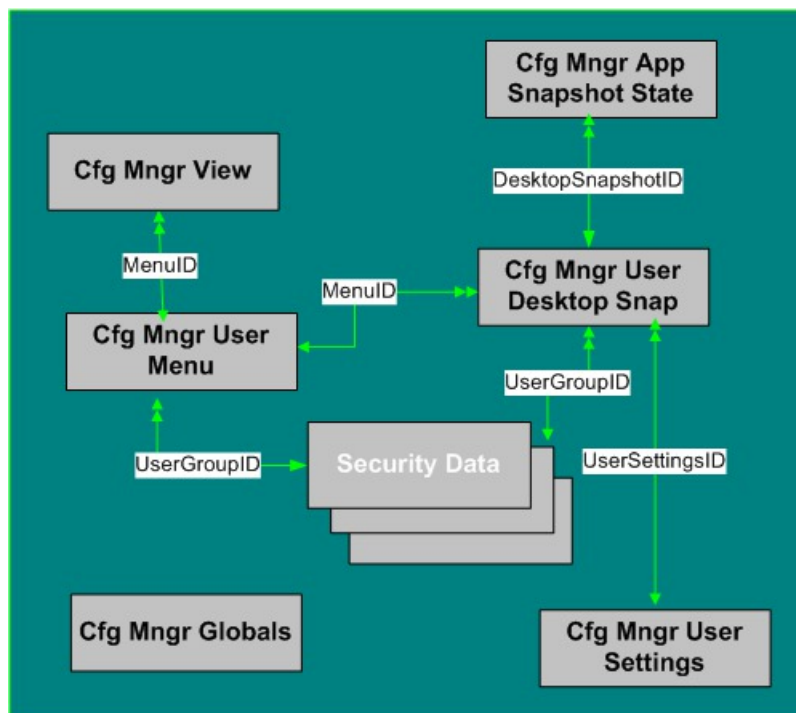 Cfg Mngr App
Snapshot State
Cfg Mngr View
DesktopSnapshotID
MenuID
Cfg Mngr User
Desktop Snap
MenuID
Cfg Mngr User
Menu
UserGroupID
Security Data
UserGroupID
UserSettingsID
Cfg Mngr Globals
Cfg Mngr User
Settings